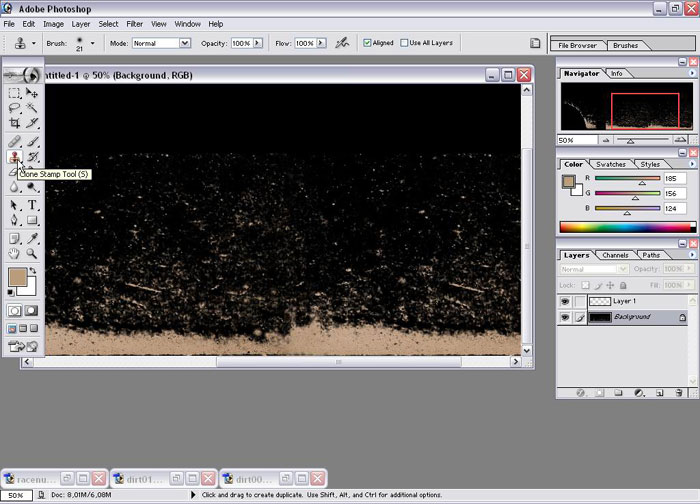 Adobe Photoshop
File Edit Image Layer Select Filter View Window Help
Brush: 21 Mode: Normal Opacity: 100% Flow: 100% Aligned Use All Layers File Browser Brushes
ntitled-1 @ 50% (Background, RGB)
Clone Stamp Tool (S)
Navigator Info
50%
Color Swatches Styles
R 185
G 156
B 124
Layers Channels Paths
Normal Opacity: 100%
Lock: Fill: 100%
Layer 1
Background
racenu... dirt01... dirt00...
50% Doc: 8,01M/6,08M Click and drag to create duplicate. Use Shift, Alt, and Ctrl for additional options.